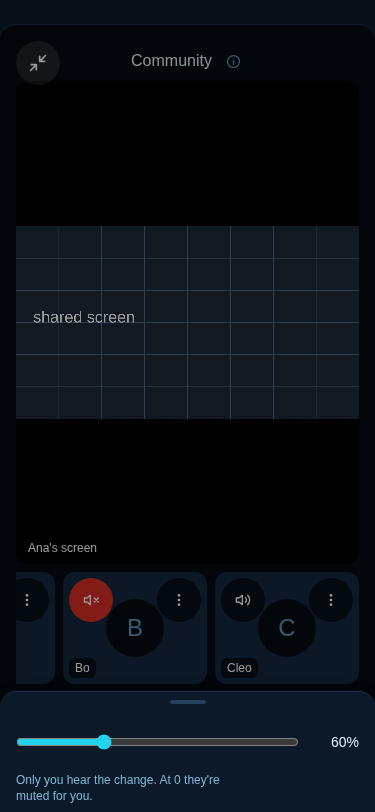 Community
shared screen
Ana's screen
B
C
Bo
Cleo
60%
Only you hear the change. At 0 they're
muted for you.